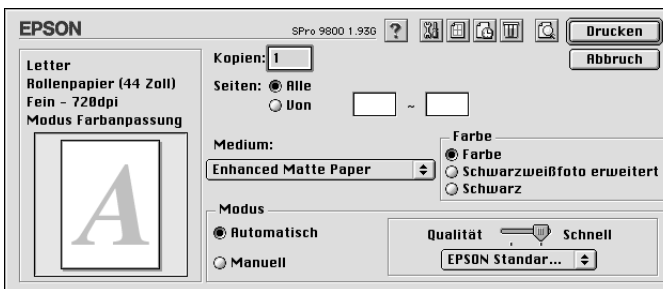 EPSON
SPro 9800 1.93G
?
Drucken
Abbruch
Letter
Rollenpapier (44 Zoll)
Fein - 720dpi
Modus Farbanpassung
A
Kopien: 1
Seiten: Alle
Von ~
Medium:
Enhanced Matte Paper
Farbe
Farbe
Schwarzweißfoto erweitert
Schwarz
Modus
Automatisch
Manuell
Qualität Schnell
EPSON Standar...